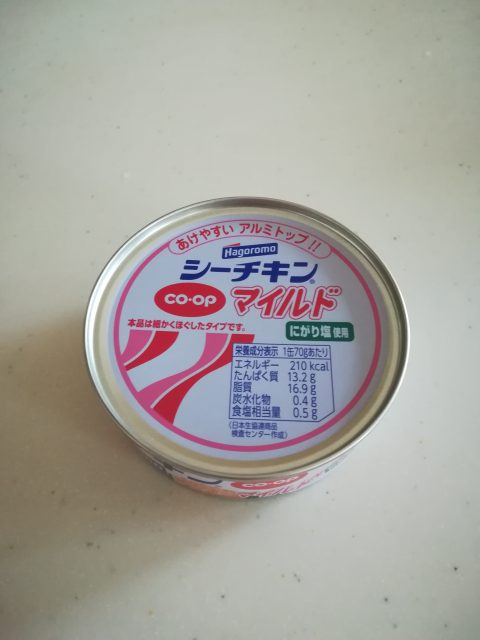 あけやすい アルミトップ!!
Hagoromo
シーチキン®
CO・OP マイルド
本品は細かくほぐしたタイプです。
にがり塩 使用
栄養成分表示 1缶70gあたり
エネルギー 210 kcal
たんぱく質 13.2 g
脂質 16.9 g
炭水化物 0.4 g
食塩相当量 0.5 g
(日本生協連商品
検査センター作成)
CO・OP